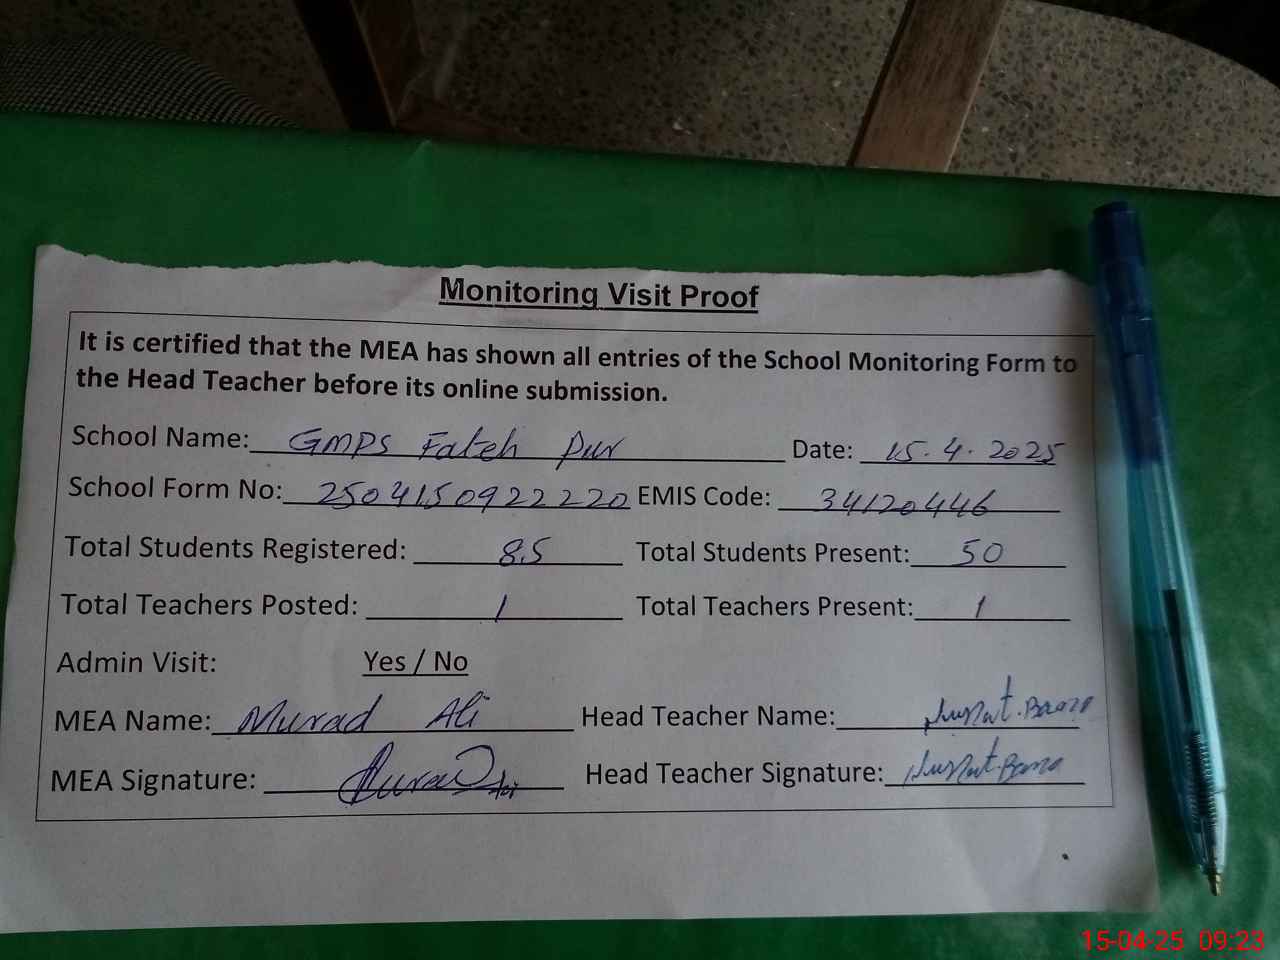 Monitoring Visit Proof
It is certified that the MEA has shown all entries of the School Monitoring Form to
the Head Teacher before its online submission.
School Name: GMPS Fateh Pur Date: 15.4.2025
School Form No: 2504150922220 EMIS Code: 34120446
Total Students Registered: 85 Total Students Present: 50
Total Teachers Posted: 1 Total Teachers Present: 1
Admin Visit: Yes / No
MEA Name: Murad Ali Head Teacher Name:
MEA Signature: Head Teacher Signature:
15-04-25 09:23